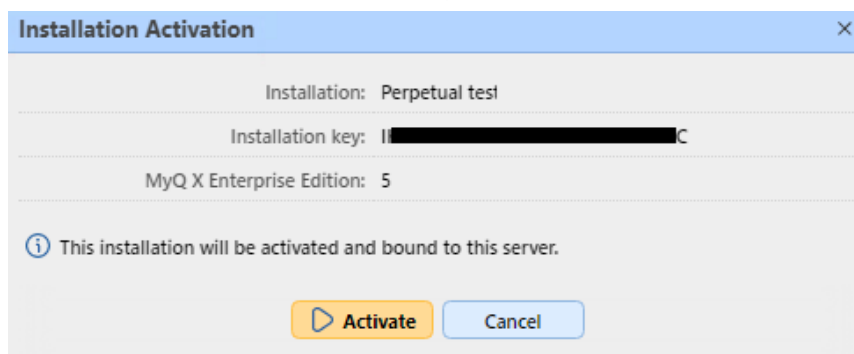 Installation Activation
Installation: Perpetual test
Installation key:
MyQ X Enterprise Edition: 5
This installation will be activated and bound to this server.
Activate
Cancel